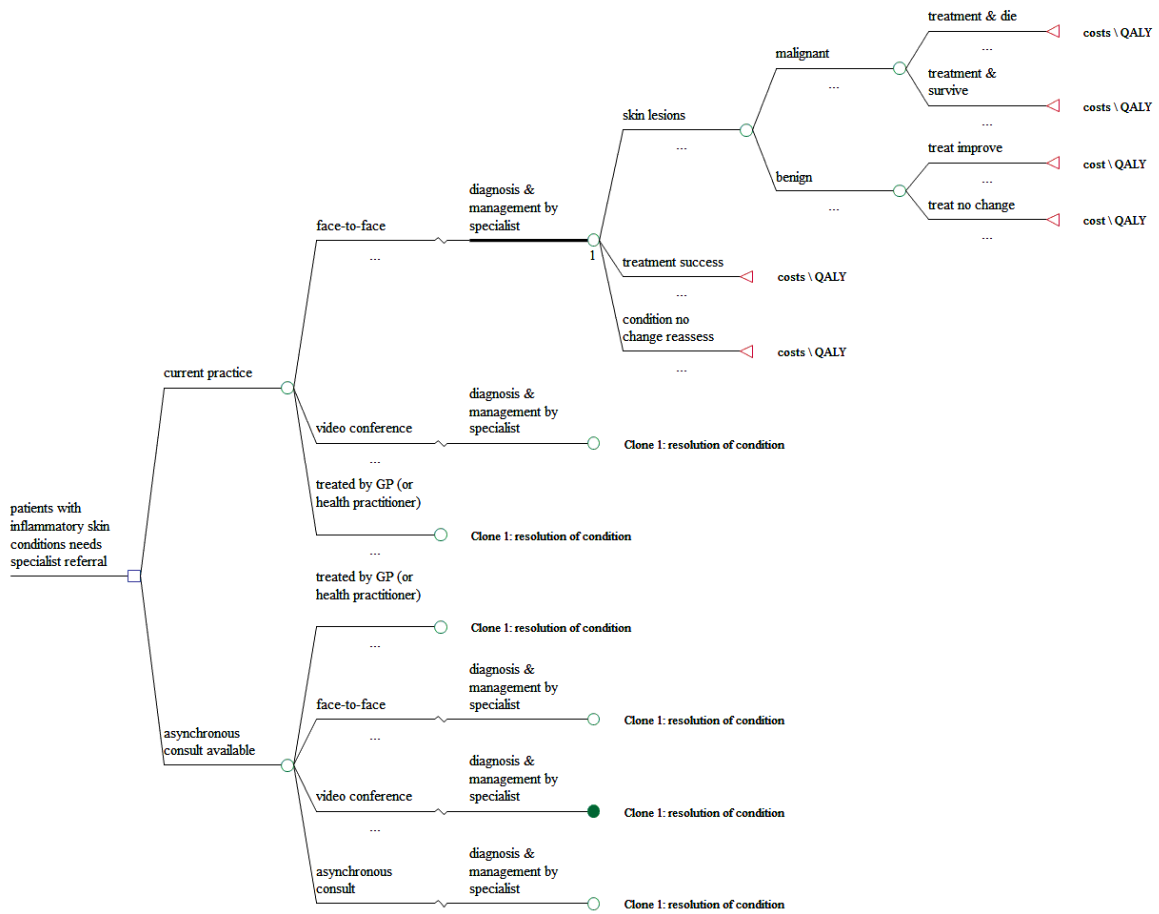 treatment & die
...
costs \ QALY
malignant
...
treatment &
survive
...
costs \ QALY
skin lesions
...
treat improve
...
cost \ QALY
benign
...
treat no change
...
cost \ QALY
diagnosis &
management by
specialist
1
face-to-face
...
treatment success
...
costs \ QALY
condition no
change reassess
...
costs \ QALY
current practice
diagnosis &
management by
specialist
video conference
...
Clone 1: resolution of condition
treated by GP (or
health practitioner)
...
Clone 1: resolution of condition
patients with
inflammatory skin
conditions needs
specialist referral
treated by GP (or
health practitioner)
...
Clone 1: resolution of condition
diagnosis &
management by
specialist
face-to-face
...
Clone 1: resolution of condition
asynchronous
consult available
diagnosis &
management by
specialist
video conference
...
Clone 1: resolution of condition
diagnosis &
management by
specialist
asynchronous
consult
Clone 1: resolution of condition